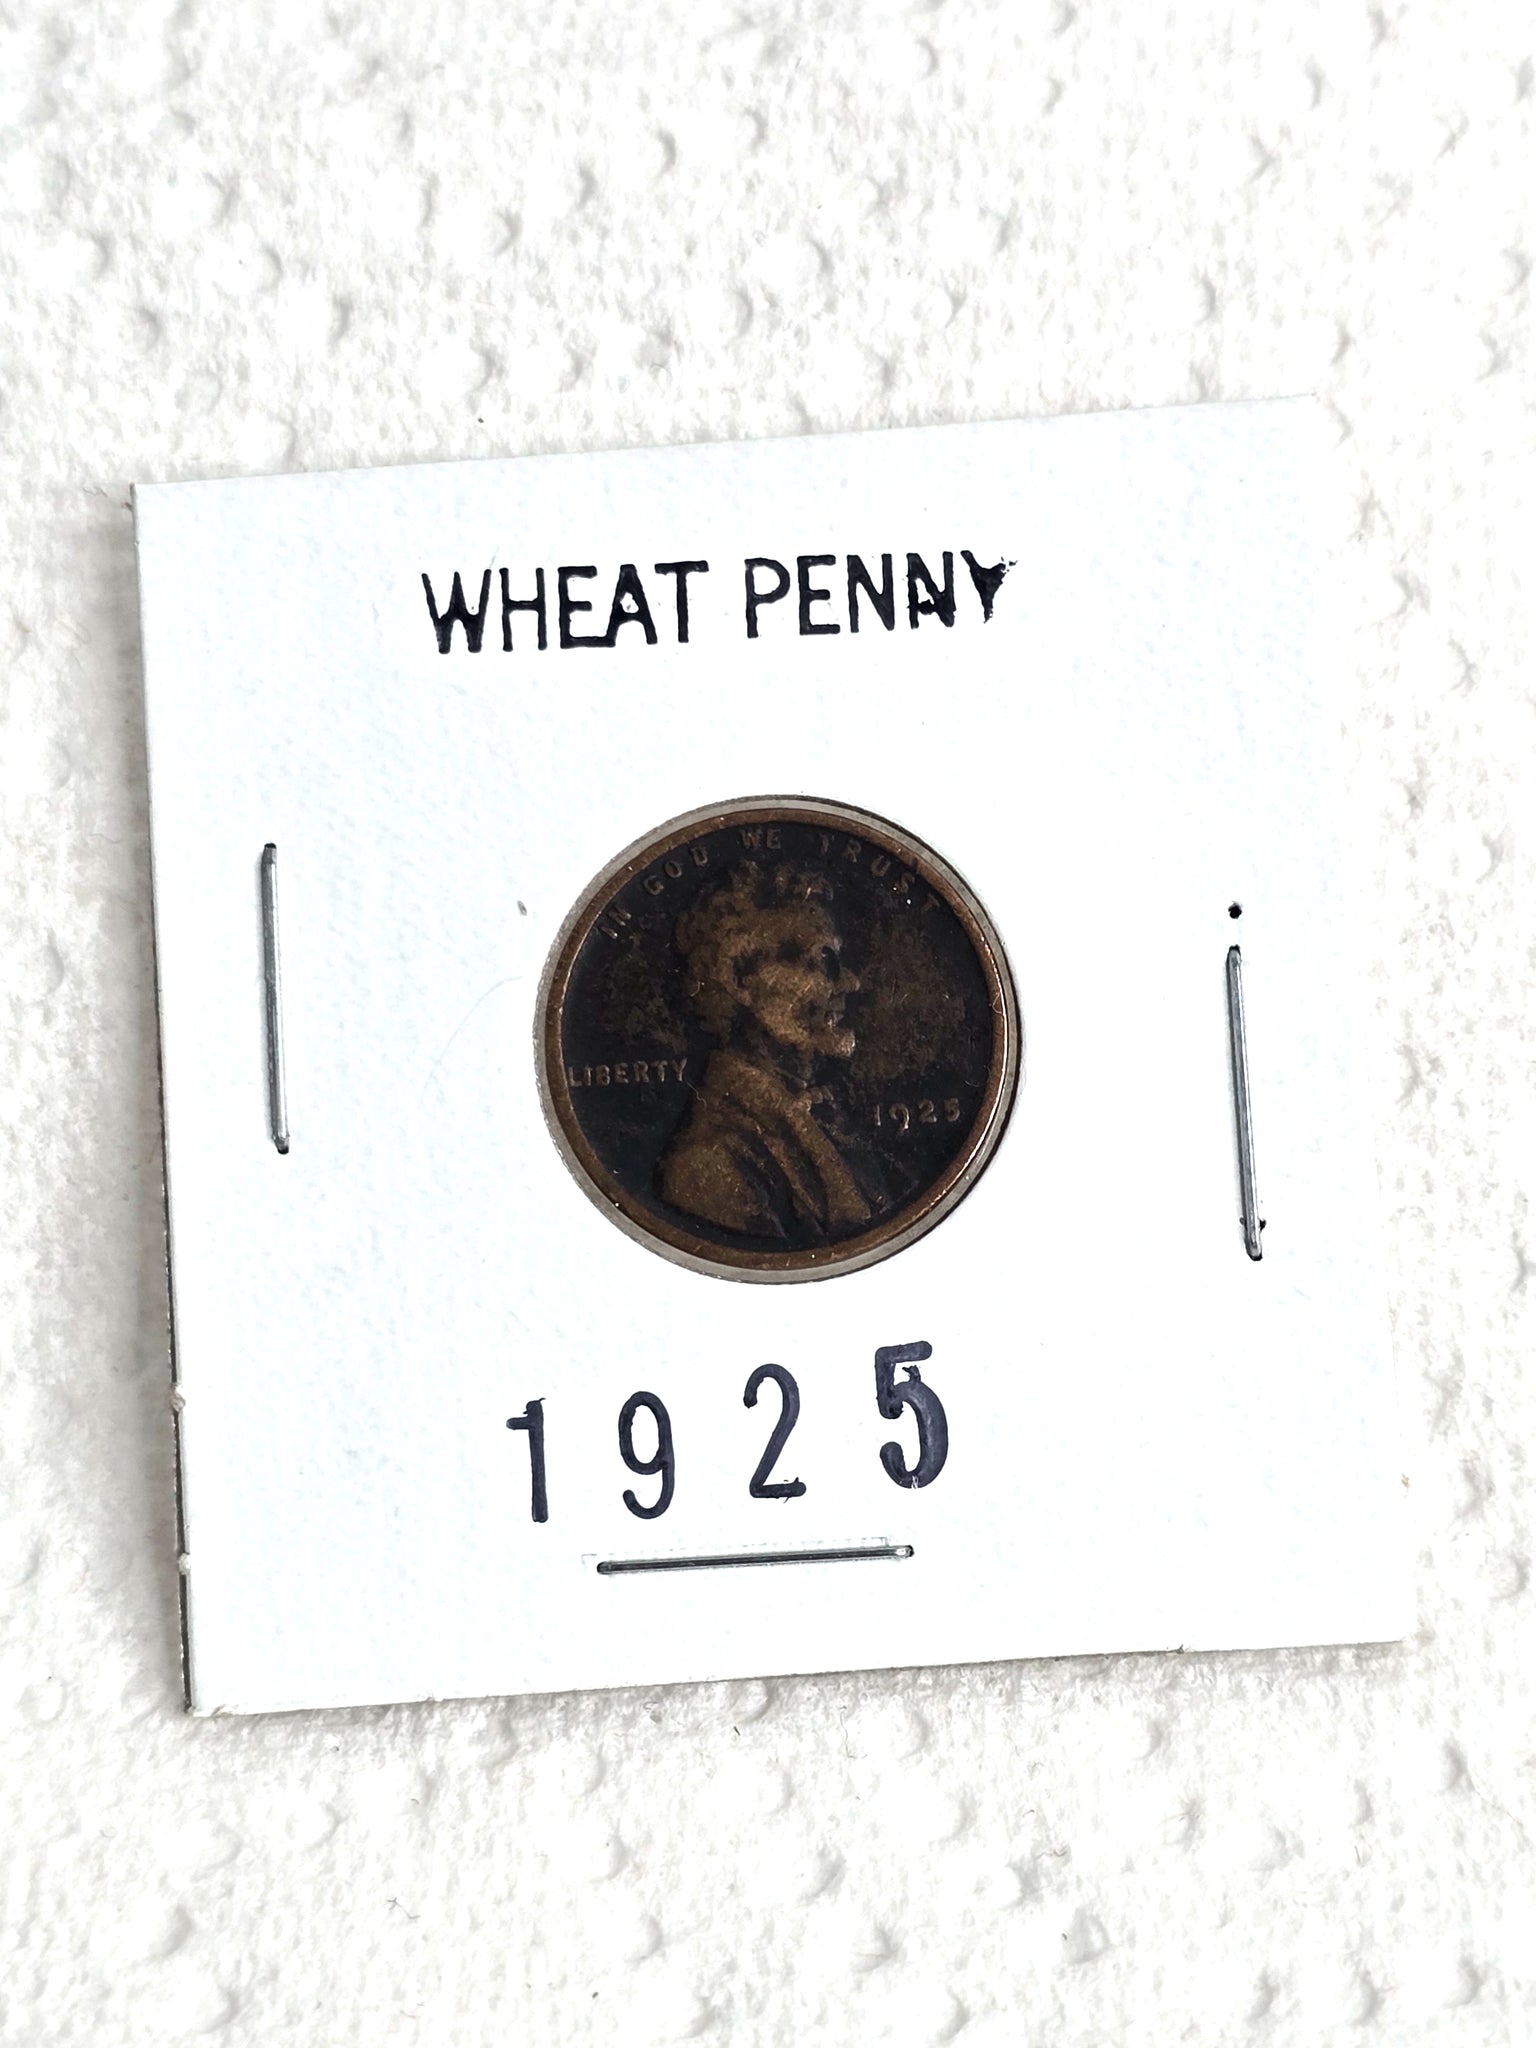 WHEAT PENNY
IN GOD WE TRUST
LIBERTY
1925
1925